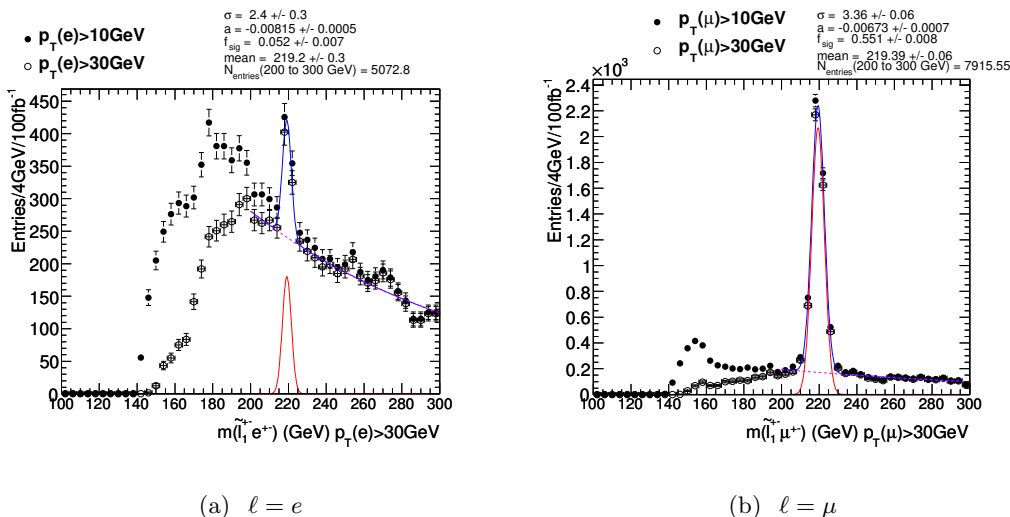 p_T(e)>10GeV
p_T(e)>30GeV
σ = 2.4 +/- 0.3
a = -0.00815 +/- 0.0005
f_sig = 0.052 +/- 0.007
mean = 219.2 +/- 0.3
N_entries(200 to 300 GeV) = 5072.8
Entries/4GeV/100fb^-1
450
400
350
300
250
200
150
100
50
0
100 120 140 160 180 200 220 240 260 280 300
m(l̃_1^+- e^+-) (GeV) p_T(e)>30GeV
(a) ℓ = e
p_T(μ)>10GeV
p_T(μ)>30GeV
σ = 3.36 +/- 0.06
a = -0.00673 +/- 0.0007
f_sig = 0.551 +/- 0.008
mean = 219.39 +/- 0.06
N_entries(200 to 300 GeV) = 7915.55
×10^3
Entries/4GeV/100fb^-1
2.4
2.2
2
1.8
1.6
1.4
1.2
1
0.8
0.6
0.4
0.2
0
100 120 140 160 180 200 220 240 260 280 300
m(l̃_1^+- μ^+-) (GeV) p_T(μ)>30GeV
(b) ℓ = μ